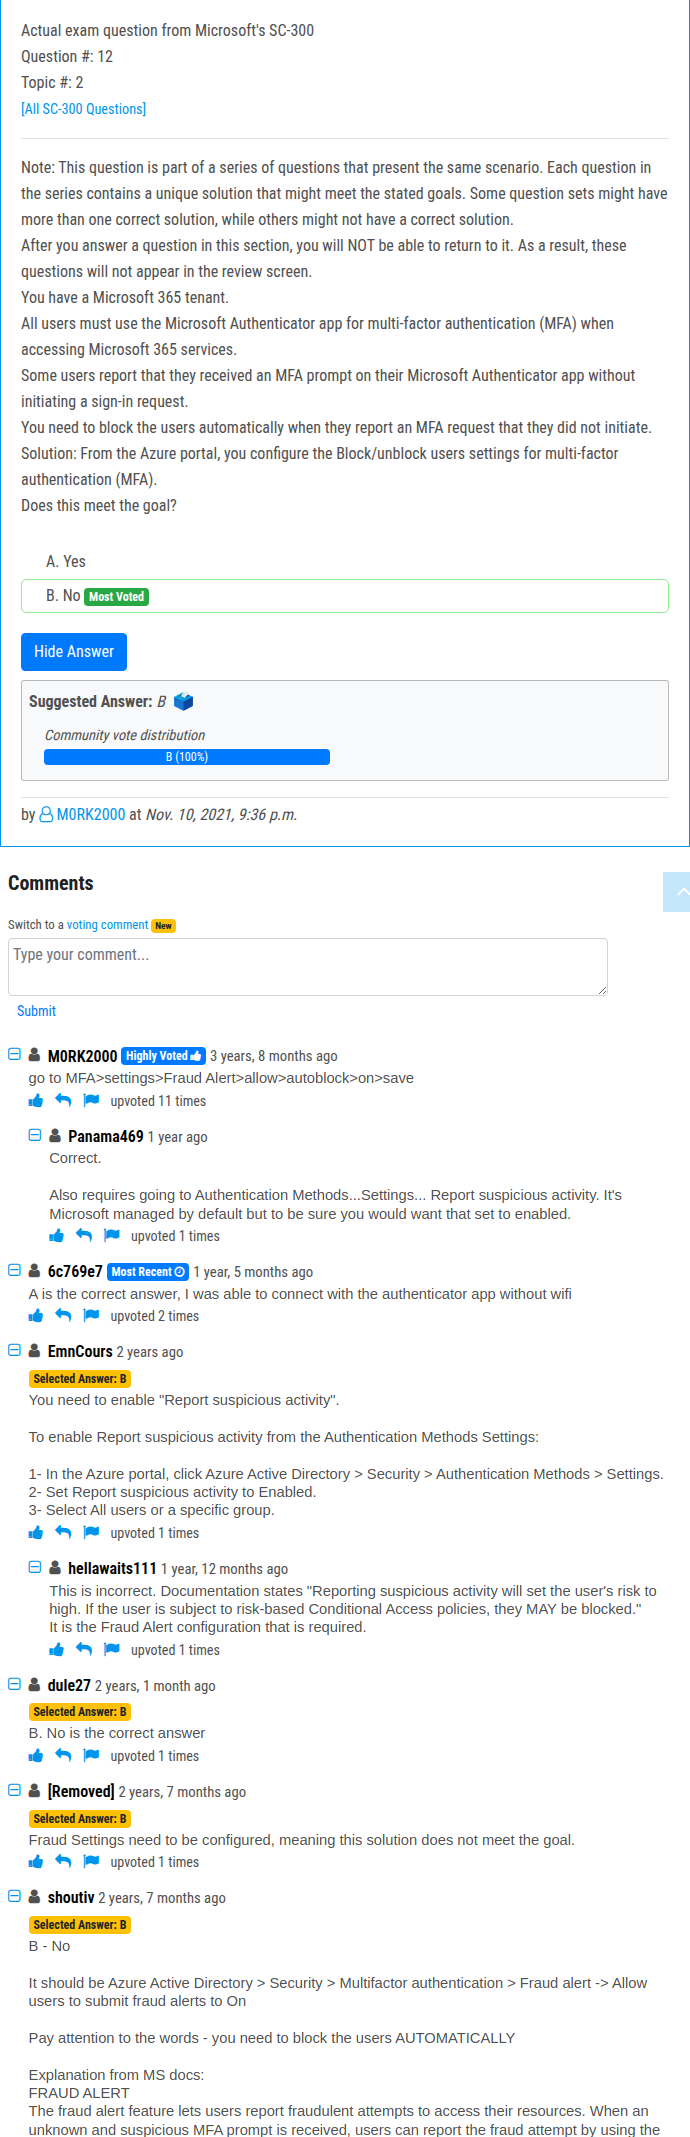 Actual exam question from Microsoft's SC-300
Question #: 12
Topic #: 2
[All SC-300 Questions]
Note: This question is part of a series of questions that present the same scenario. Each question in
the series contains a unique solution that might meet the stated goals. Some question sets might have
more than one correct solution, while others might not have a correct solution.
After you answer a question in this section, you will NOT be able to return to it. As a result, these
questions will not appear in the review screen.
You have a Microsoft 365 tenant.
All users must use the Microsoft Authenticator app for multi-factor authentication (MFA) when
accessing Microsoft 365 services.
Some users report that they received an MFA prompt on their Microsoft Authenticator app without
initiating a sign-in request.
You need to block the users automatically when they report an MFA request that they did not initiate.
Solution: From the Azure portal, you configure the Block/unblock users settings for multi-factor
authentication (MFA).
Does this meet the goal?
A. Yes
B. No Most Voted
Hide Answer
Suggested Answer: B
Community vote distribution
B (100%)
by M0RK2000 at Nov. 10, 2021, 9:36 p.m.
Comments
Switch to a voting comment New
Type your comment...
Submit
M0RK2000 Highly Voted 3 years, 8 months ago
go to MFA>settings>Fraud Alert>allow>autoblock>on>save
upvoted 11 times
Panama469 1 year ago
Correct.
Also requires going to Authentication Methods...Settings... Report suspicious activity. It's
Microsoft managed by default but to be sure you would want that set to enabled.
upvoted 1 times
6c769e7 Most Recent 1 year, 5 months ago
A is the correct answer, I was able to connect with the authenticator app without wifi
upvoted 2 times
EmnCours 2 years ago
Selected Answer: B
You need to enable "Report suspicious activity".
To enable Report suspicious activity from the Authentication Methods Settings:
1- In the Azure portal, click Azure Active Directory > Security > Authentication Methods > Settings.
2- Set Report suspicious activity to Enabled.
3- Select All users or a specific group.
upvoted 1 times
hellawaits111 1 year, 12 months ago
This is incorrect. Documentation states "Reporting suspicious activity will set the user's risk to
high. If the user is subject to risk-based Conditional Access policies, they MAY be blocked."
It is the Fraud Alert configuration that is required.
upvoted 1 times
dule27 2 years, 1 month ago
Selected Answer: B
B. No is the correct answer
upvoted 1 times
[Removed] 2 years, 7 months ago
Selected Answer: B
Fraud Settings need to be configured, meaning this solution does not meet the goal.
upvoted 1 times
shoutiv 2 years, 7 months ago
Selected Answer: B
B - No
It should be Azure Active Directory > Security > Multifactor authentication > Fraud alert -> Allow
users to submit fraud alerts to On
Pay attention to the words - you need to block the users AUTOMATICALLY
Explanation from MS docs:
FRAUD ALERT
The fraud alert feature lets users report fraudulent attempts to access their resources. When an
unknown and suspicious MFA prompt is received, users can report the fraud attempt by using the